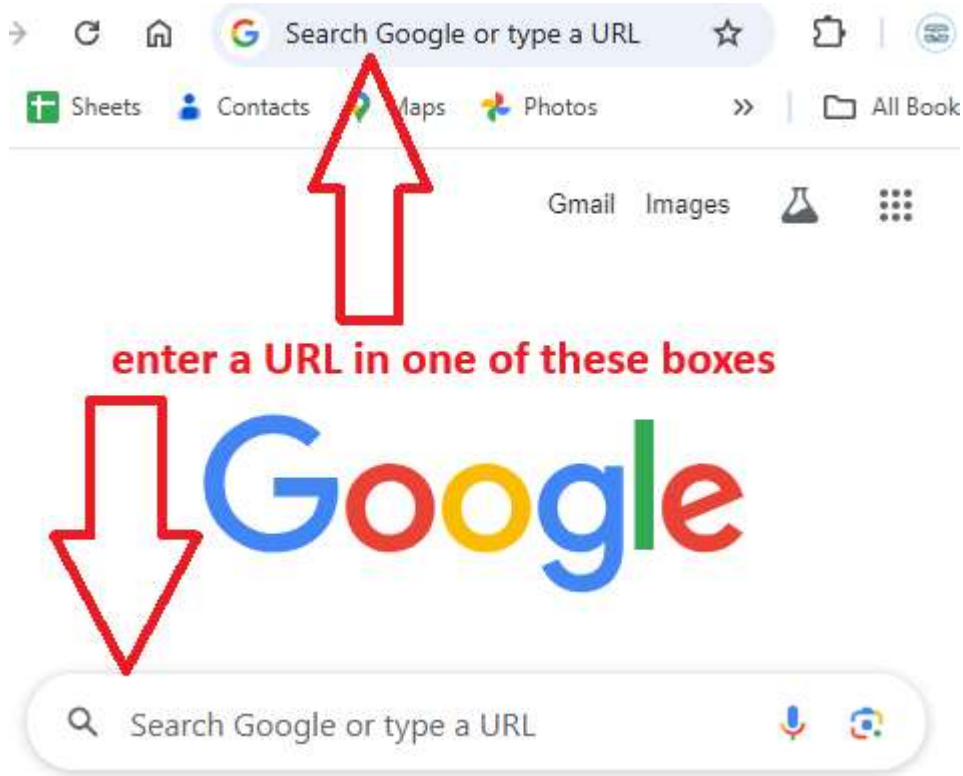 Search Google or type a URL
Sheets Contacts Maps Photos » All Book
Gmail Images
enter a URL in one of these boxes
Google
Search Google or type a URL